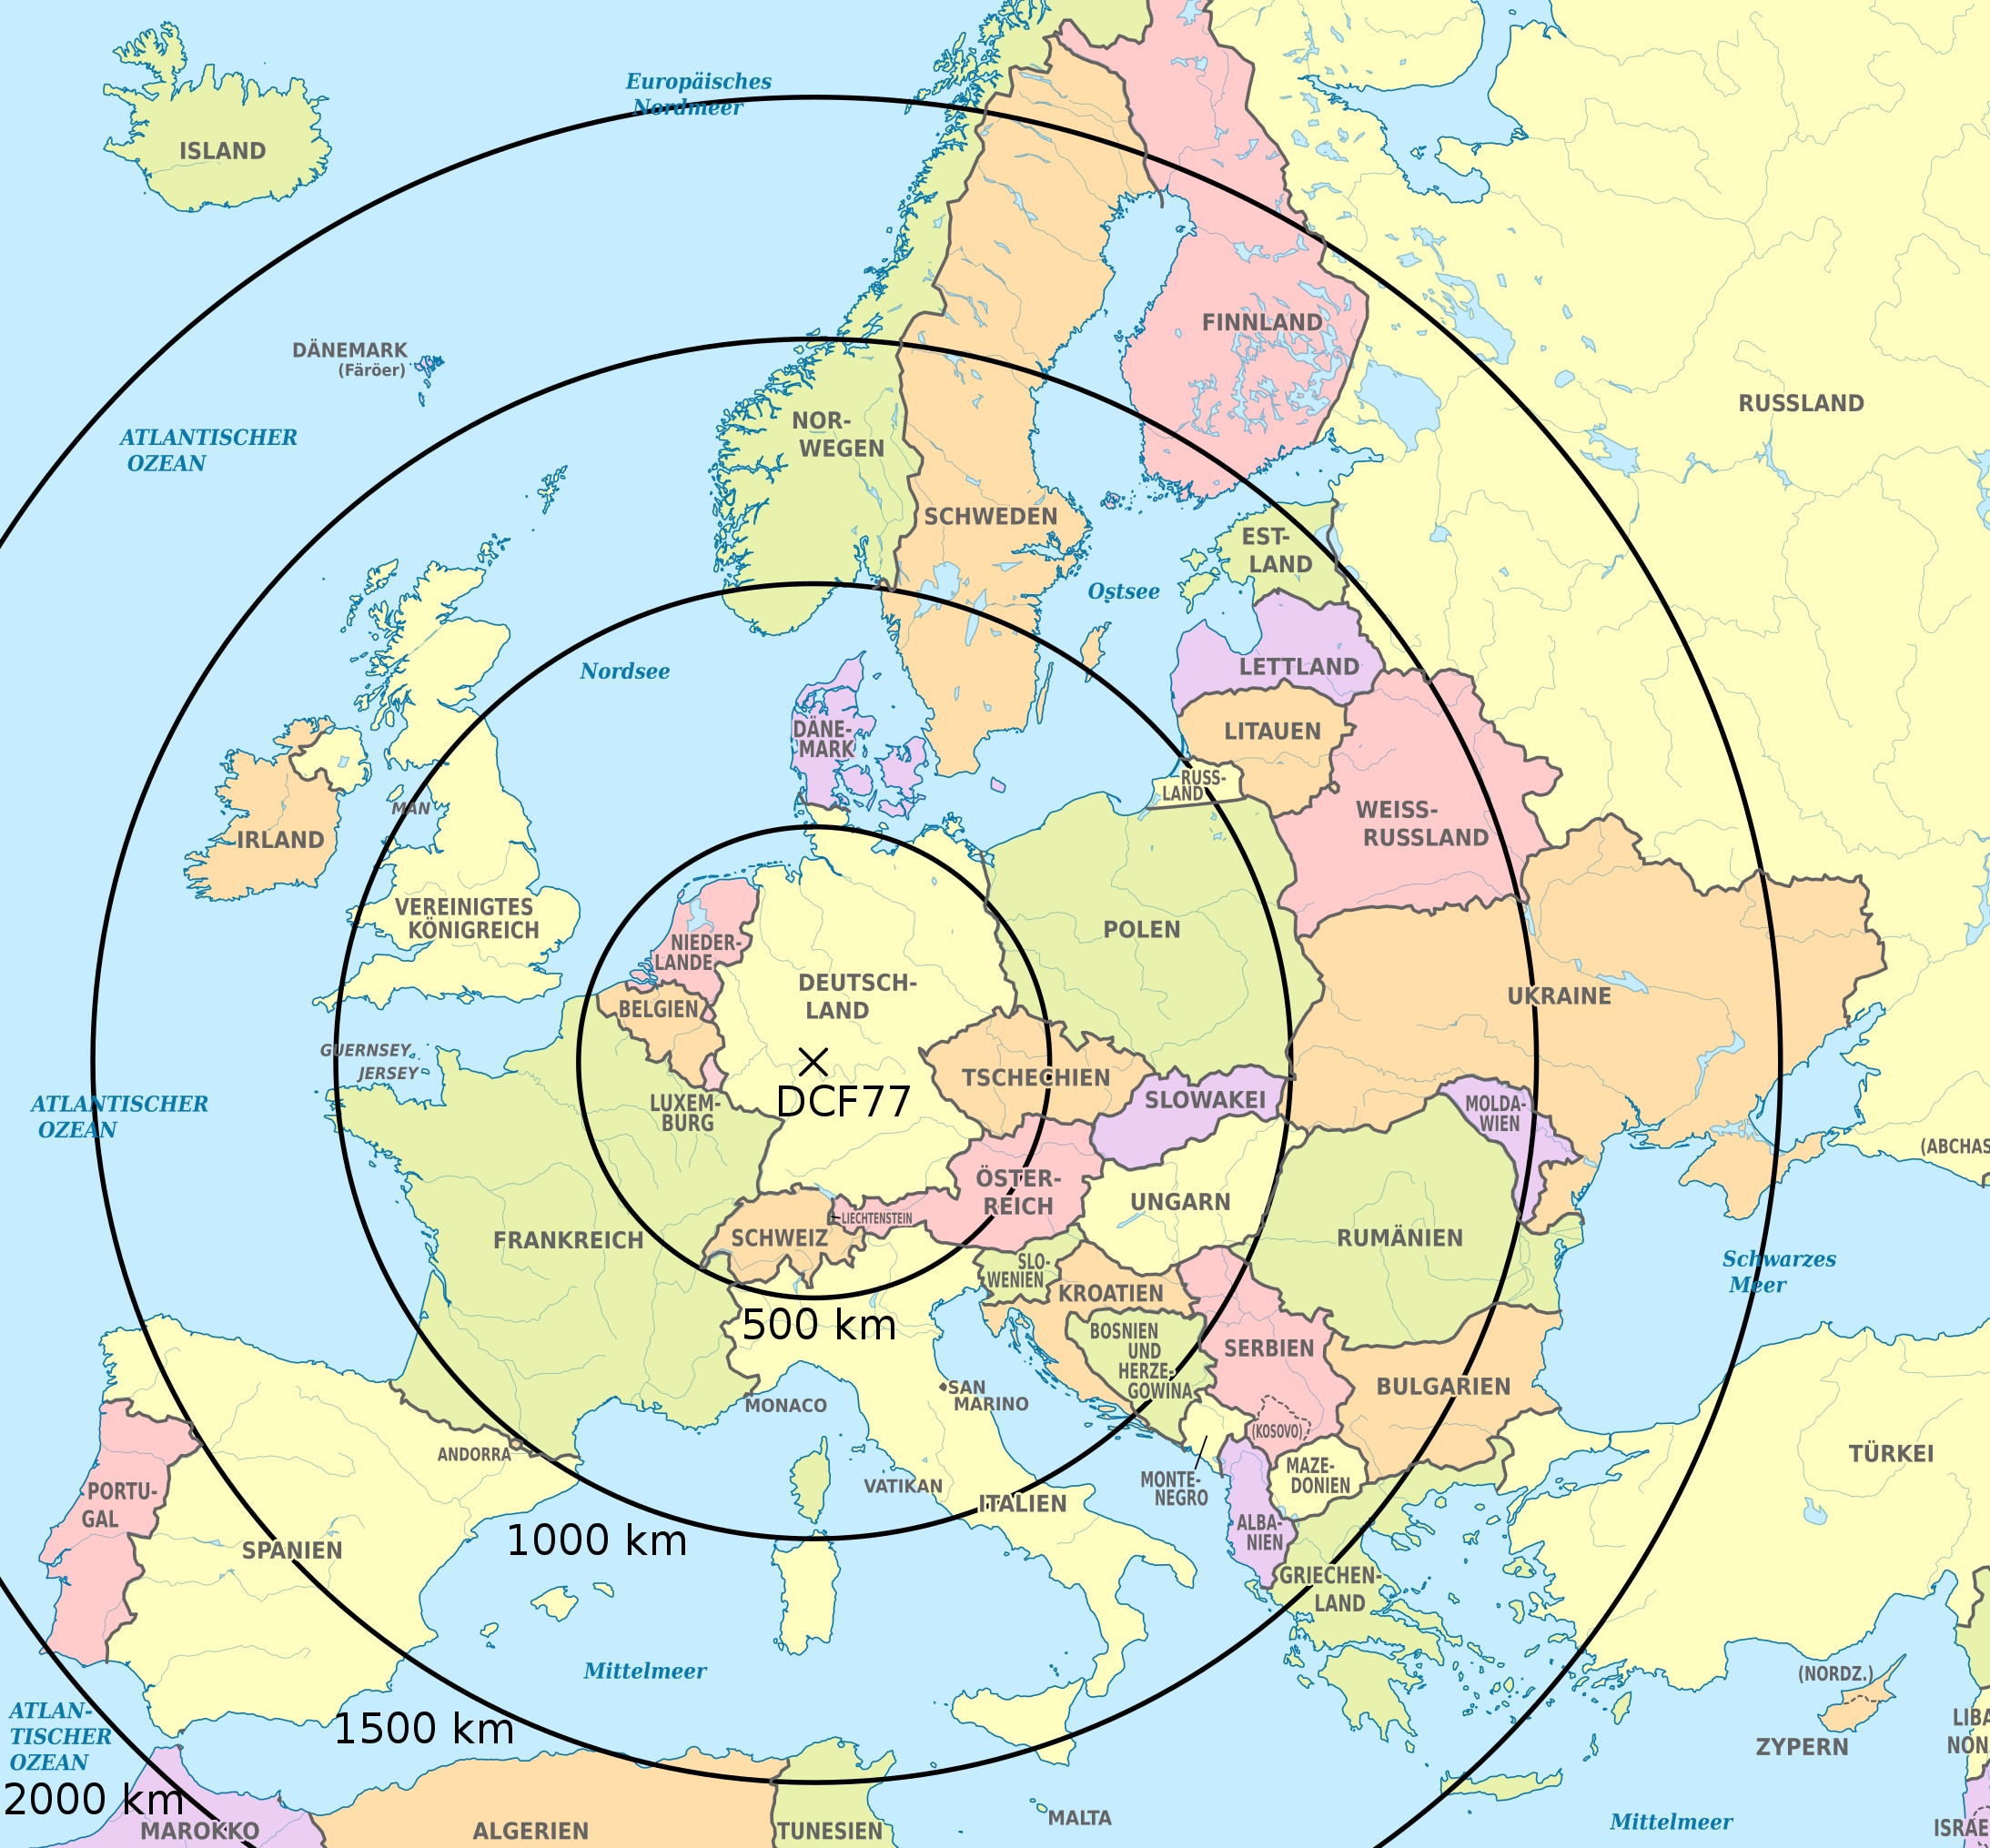 Europäisches
Nordmeer
ISLAND
FINNLAND
DÄNEMARK
(Färöer)
RUSSLAND
NOR-
WEGEN
ATLANTISCHER
OZEAN
SCHWEDEN
EST-
LAND
Ostsee
Nordsee
LETTLAND
DÄNE-
MARK
LITAUEN
RUSS-
LAND
MAN
IRLAND
WEISS-
RUSSLAND
VEREINIGTES
KÖNIGREICH
POLEN
NIEDER-
LANDE
DEUTSCH-
LAND
BELGIEN
UKRAINE
GUERNSEY
JERSEY
DCF77
TSCHECHIEN
SLOWAKEI
LUXEM-
BURG
MOLDA-
WIEN
ATLANTISCHER
OZEAN
(ABCHAS
ÖSTER-
REICH
UNGARN
LIECHTENSTEIN
SCHWEIZ
FRANKREICH
RUMÄNIEN
SLO-
WENIEN
Schwarzes
Meer
KROATIEN
500 km
BOSNIEN
UND
HERZE-
GOWINA
SERBIEN
SAN
MARINO
BULGARIEN
MONACO
(KOSOVO)
ANDORRA
TÜRKEI
VATIKAN
MONTE-
NEGRO
MAZE-
DONIEN
PORTU-
GAL
ITALIEN
ALBA-
NIEN
1000 km
SPANIEN
GRIECHEN-
LAND
Mittelmeer
(NORDZ.)
ATLAN-
TISCHER
OZEAN
1500 km
ZYPERN
LIBA
NON
2000 km
MAROKKO
ALGERIEN
TUNESIEN
MALTA
Mittelmeer
ISRAE